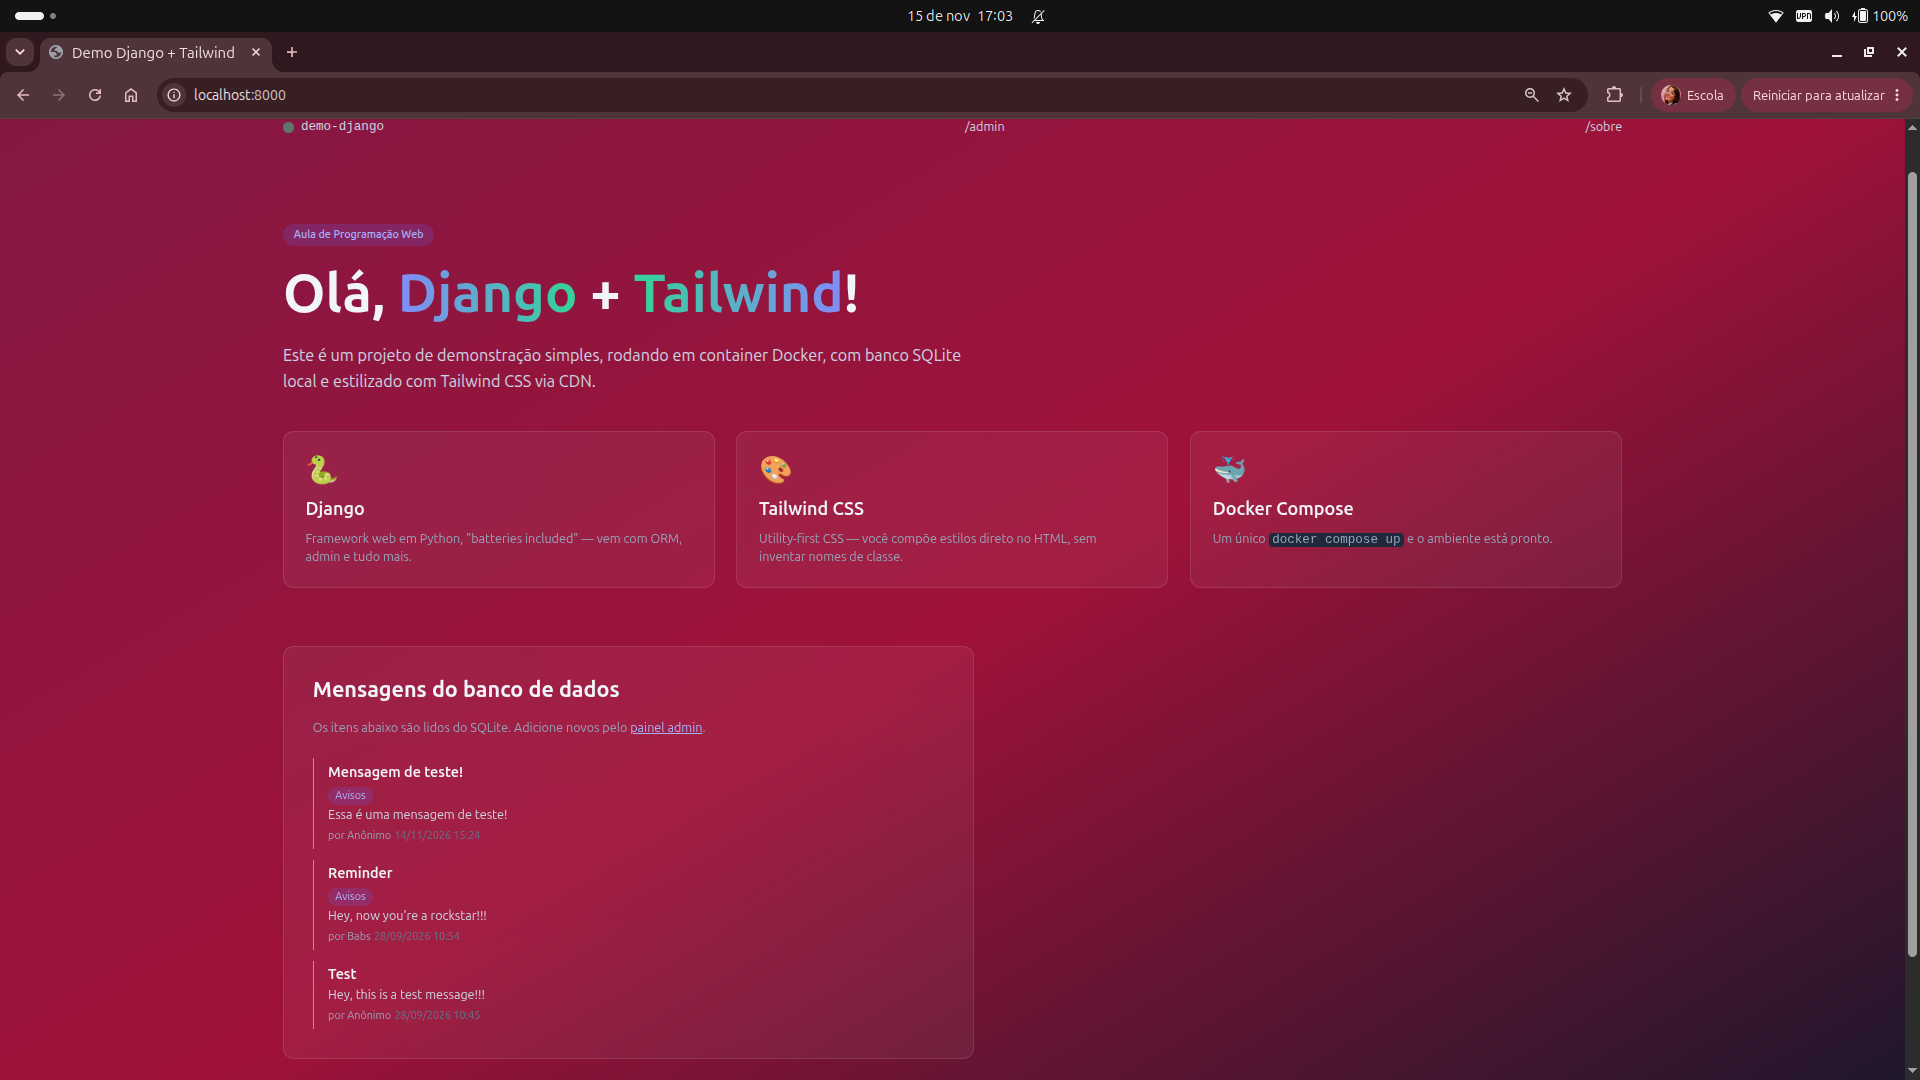 15 de nov 17:03
VPN
100%
Demo Django + Tailwind
localhost:8000
Escola
Reiniciar para atualizar
demo-django
/admin
/sobre
Aula de Programação Web
Olá, Django + Tailwind!
Este é um projeto de demonstração simples, rodando em container Docker, com banco SQLite
local e estilizado com Tailwind CSS via CDN.
Django
Framework web em Python, "batteries included" — vem com ORM,
admin e tudo mais.
Tailwind CSS
Utility-first CSS — você compõe estilos direto no HTML, sem
inventar nomes de classe.
Docker Compose
Um único docker compose up e o ambiente está pronto.
Mensagens do banco de dados
Os itens abaixo são lidos do SQLite. Adicione novos pelo painel admin.
Mensagem de teste!
Avisos
Essa é uma mensagem de teste!
por Anônimo 14/11/2026 15:24
Reminder
Avisos
Hey, now you're a rockstar!!!
por Babs 28/09/2026 10:54
Test
Hey, this is a test message!!!
por Anônimo 28/09/2026 10:45